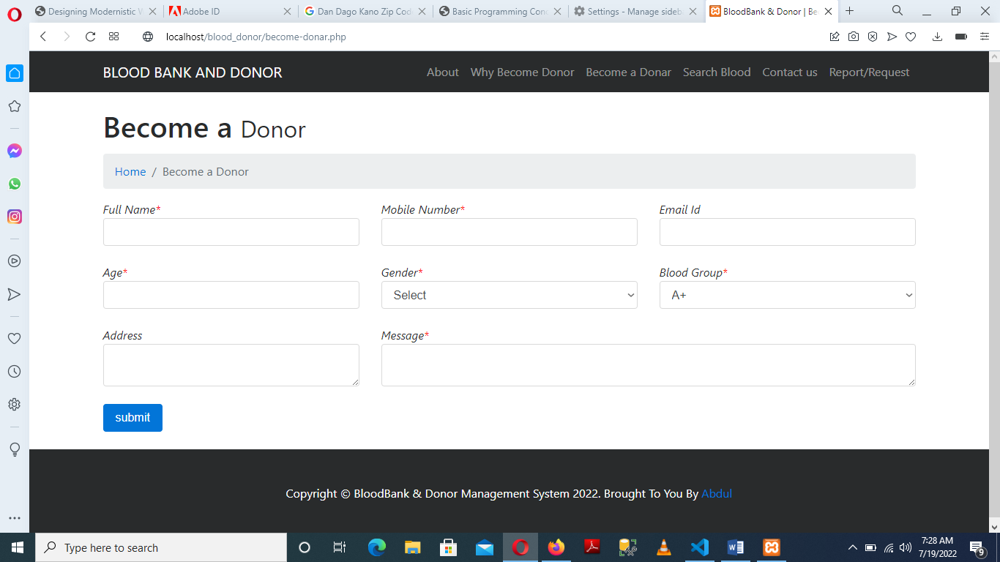 Designing Modernistic W
Adobe ID
Dan Dago Kano Zip Cod
Basic Programming Con
Settings - Manage sideb
BloodBank & Donor | Be
localhost/blood_donor/become-donar.php
BLOOD BANK AND DONOR
About
Why Become Donor
Become a Donar
Search Blood
Contact us
Report/Request
Become a Donor
Home / Become a Donor
Full Name*
Mobile Number*
Email Id
Age*
Gender*
Blood Group*
Select
A+
Address
Message*
submit
Copyright © BloodBank & Donor Management System 2022. Brought To You By Abdul
Type here to search
7:28 AM
7/19/2022
9